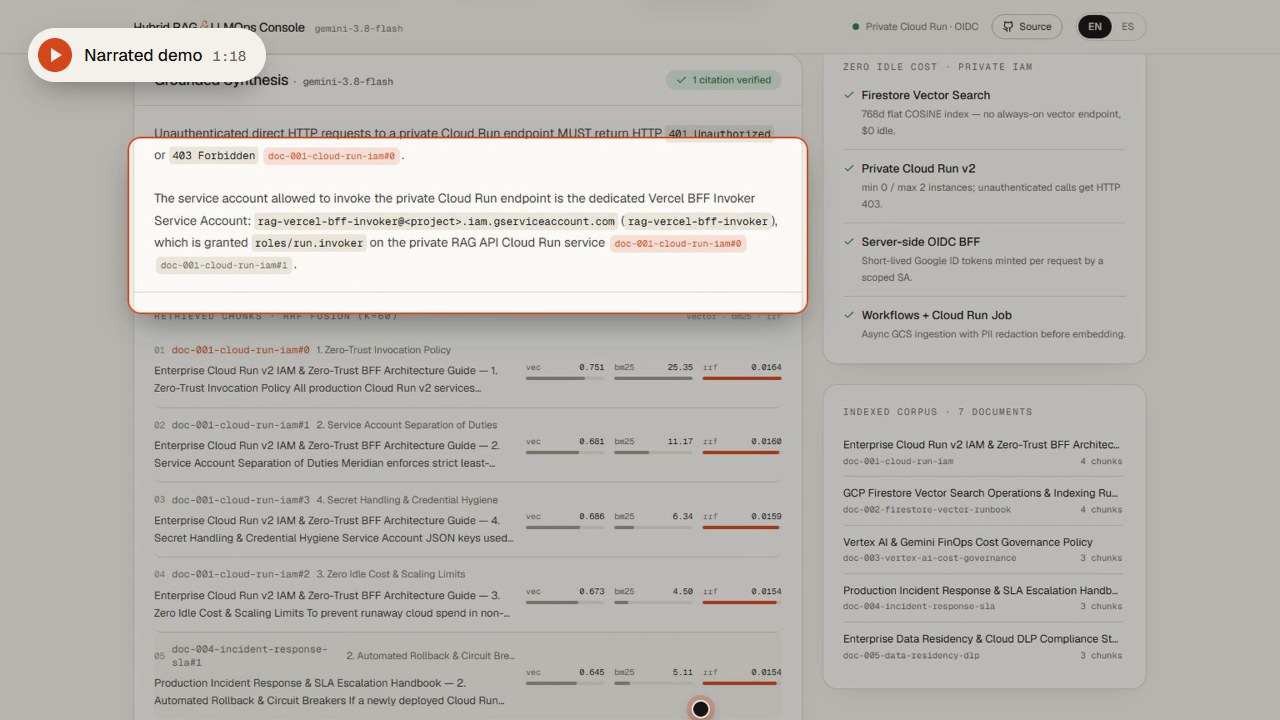 Hybrid RAG & LLMOps Console gemini-3.8-flash
Private Cloud Run · OIDC
Source
EN ES
Narrated demo 1:18
Grounded Synthesis · gemini-3.8-flash
1 citation verified
Unauthenticated direct HTTP requests to a private Cloud Run endpoint MUST return HTTP 401 Unauthorized
or 403 Forbidden doc-001-cloud-run-iam#0 .
The service account allowed to invoke the private Cloud Run endpoint is the dedicated Vercel BFF Invoker
Service Account: rag-vercel-bff-invoker@<project>.iam.gserviceaccount.com ( rag-vercel-bff-invoker ),
which is granted roles/run.invoker on the private RAG API Cloud Run service doc-001-cloud-run-iam#0
doc-001-cloud-run-iam#1 .
RETRIEVED CHUNKS · RRF FUSION (K=60) vector · bm25 · rrf
01 doc-001-cloud-run-iam#0 1. Zero-Trust Invocation Policy
Enterprise Cloud Run v2 IAM & Zero-Trust BFF Architecture Guide — 1.
Zero-Trust Invocation Policy All production Cloud Run v2 services…
vec 0.751 bm25 25.35 rrf 0.0164
02 doc-001-cloud-run-iam#1 2. Service Account Separation of Duties
Enterprise Cloud Run v2 IAM & Zero-Trust BFF Architecture Guide — 2.
Service Account Separation of Duties Meridian enforces strict least-…
vec 0.681 bm25 11.17 rrf 0.0160
03 doc-001-cloud-run-iam#3 4. Secret Handling & Credential Hygiene
Enterprise Cloud Run v2 IAM & Zero-Trust BFF Architecture Guide — 4.
Secret Handling & Credential Hygiene Service Account JSON keys used…
vec 0.686 bm25 6.34 rrf 0.0159
04 doc-001-cloud-run-iam#2 3. Zero Idle Cost & Scaling Limits
Enterprise Cloud Run v2 IAM & Zero-Trust BFF Architecture Guide — 3.
Zero Idle Cost & Scaling Limits To prevent runaway cloud spend in non-…
vec 0.673 bm25 4.50 rrf 0.0154
05 doc-004-incident-response-
sla#1 2. Automated Rollback & Circuit Bre…
Production Incident Response & SLA Escalation Handbook — 2.
Automated Rollback & Circuit Breakers If a newly deployed Cloud Run…
vec 0.645 bm25 5.11 rrf 0.0154
ZERO IDLE COST · PRIVATE IAM
Firestore Vector Search
768d flat COSINE index — no always-on vector endpoint,
$0 idle.
Private Cloud Run v2
min 0 / max 2 instances; unauthenticated calls get HTTP
403.
Server-side OIDC BFF
Short-lived Google ID tokens minted per request by a
scoped SA.
Workflows + Cloud Run Job
Async GCS ingestion with PII redaction before embedding.
INDEXED CORPUS · 7 DOCUMENTS
Enterprise Cloud Run v2 IAM & Zero-Trust BFF Architec…
doc-001-cloud-run-iam 4 chunks
GCP Firestore Vector Search Operations & Indexing Ru…
doc-002-firestore-vector-runbook 4 chunks
Vertex AI & Gemini FinOps Cost Governance Policy
doc-003-vertex-ai-cost-governance 3 chunks
Production Incident Response & SLA Escalation Handb…
doc-004-incident-response-sla 3 chunks
Enterprise Data Residency & Cloud DLP Compliance St…
doc-005-data-residency-dlp 3 chunks